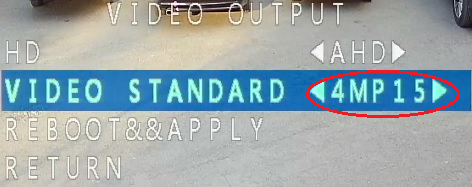 VIDEO OUTPUT
HD ◀AHD▶
VIDEO STANDARD ◀4MP15▶
REBOOT&&APPLY
RETURN